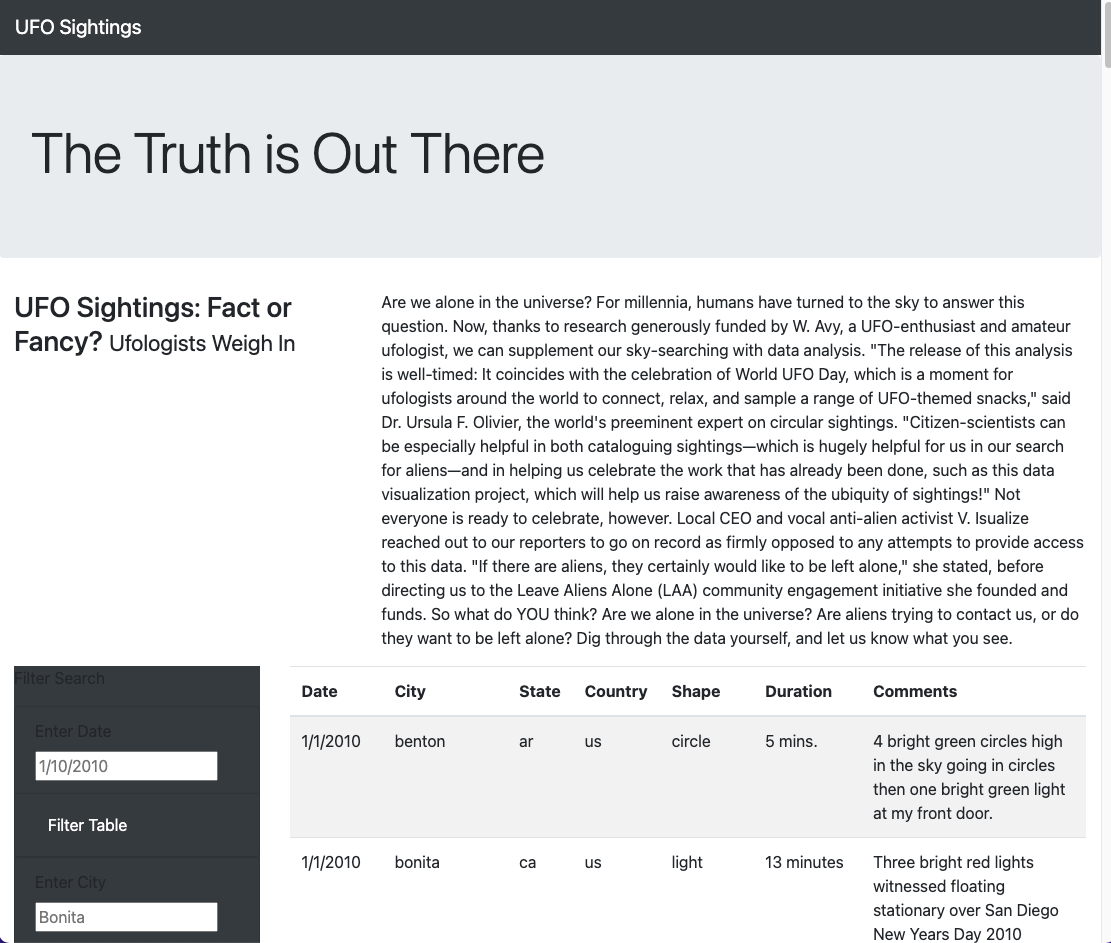 UFO Sightings
The Truth is Out There
UFO Sightings: Fact or
Fancy? Ufologists Weigh In
Are we alone in the universe? For millennia, humans have turned to the sky to answer this
question. Now, thanks to research generously funded by W. Avy, a UFO-enthusiast and amateur
ufologist, we can supplement our sky-searching with data analysis. "The release of this analysis
is well-timed: It coincides with the celebration of World UFO Day, which is a moment for
ufologists around the world to connect, relax, and sample a range of UFO-themed snacks," said
Dr. Ursula F. Olivier, the world's preeminent expert on circular sightings. "Citizen-scientists can
be especially helpful in both cataloguing sightings—which is hugely helpful for us in our search
for aliens—and in helping us celebrate the work that has already been done, such as this data
visualization project, which will help us raise awareness of the ubiquity of sightings!" Not
everyone is ready to celebrate, however. Local CEO and vocal anti-alien activist V. Isualize
reached out to our reporters to go on record as firmly opposed to any attempts to provide access
to this data. "If there are aliens, they certainly would like to be left alone," she stated, before
directing us to the Leave Aliens Alone (LAA) community engagement initiative she founded and
funds. So what do YOU think? Are we alone in the universe? Are aliens trying to contact us, or do
they want to be left alone? Dig through the data yourself, and let us know what you see.
Filter Search
Enter Date
1/10/2010
Filter Table
Enter City
Bonita
Date City State Country Shape Duration Comments
1/1/2010 benton ar us circle 5 mins. 4 bright green circles high
in the sky going in circles
then one bright green light
at my front door.
1/1/2010 bonita ca us light 13 minutes Three bright red lights
witnessed floating
stationary over San Diego
New Years Day 2010